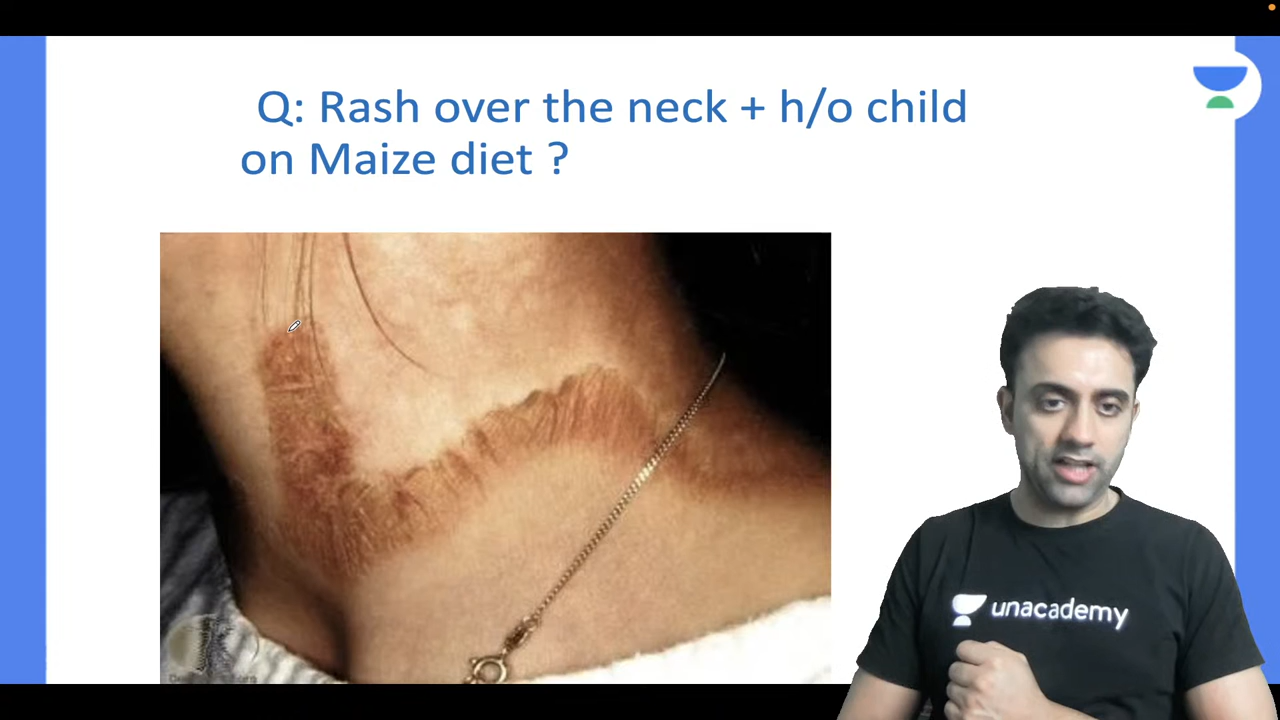 Q: Rash over the neck + h/o child
on Maize diet ?
unacademy